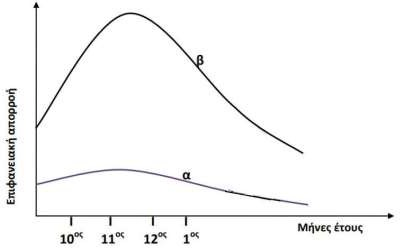 Επιφανειακή απορροή
β
α
Μήνες έτους
10ος 11ος 12ος 1ος